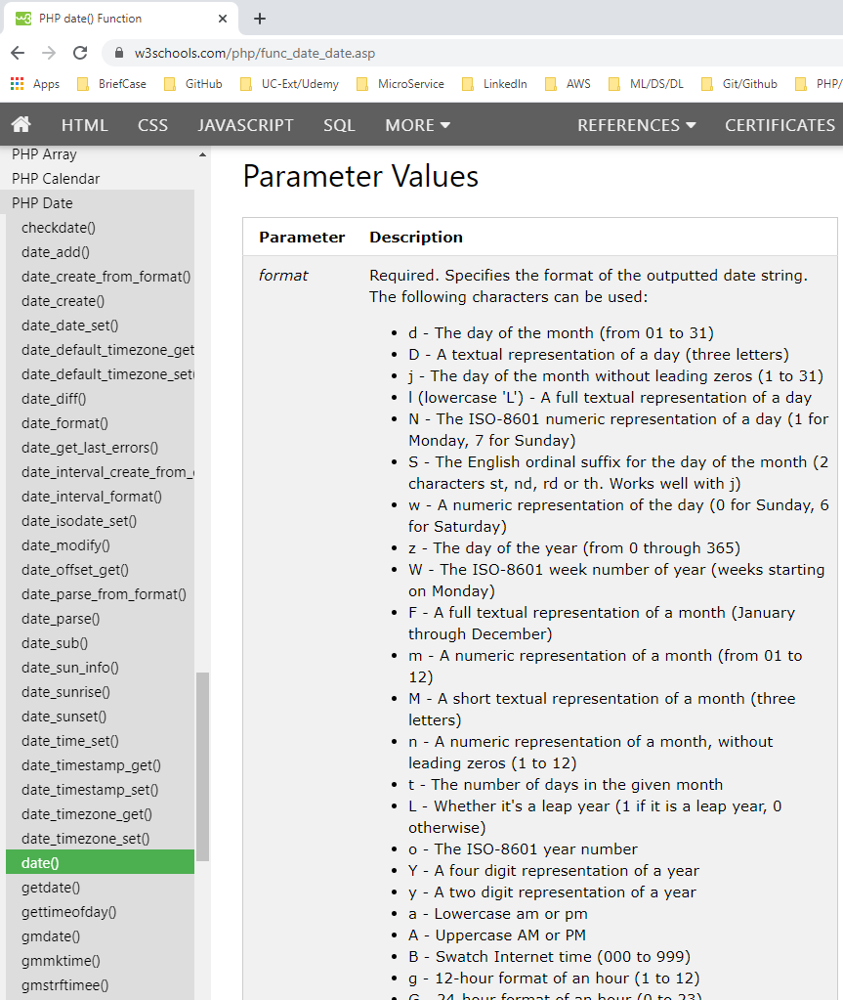 PHP date() Function
w3schools.com/php/func_date_date.asp
Apps BriefCase GitHub UC-Ext/Udemy MicroService LinkedIn AWS ML/DS/DL Git/Github PHP/
HTML CSS JAVASCRIPT SQL MORE REFERENCES CERTIFICATES
PHP Array
PHP Calendar
PHP Date
checkdate()
date_add()
date_create_from_format()
date_create()
date_date_set()
date_default_timezone_get
date_default_timezone_set(
date_diff()
date_format()
date_get_last_errors()
date_interval_create_from_
date_interval_format()
date_isodate_set()
date_modify()
date_offset_get()
date_parse_from_format()
date_parse()
date_sub()
date_sun_info()
date_sunrise()
date_sunset()
date_time_set()
date_timestamp_get()
date_timestamp_set()
date_timezone_get()
date_timezone_set()
date()
getdate()
gettimeofday()
gmdate()
gmmktime()
gmstrftimee()
Parameter Values
Parameter Description
format Required. Specifies the format of the outputted date string.
The following characters can be used:
• d - The day of the month (from 01 to 31)
• D - A textual representation of a day (three letters)
• j - The day of the month without leading zeros (1 to 31)
• l (lowercase 'L') - A full textual representation of a day
• N - The ISO-8601 numeric representation of a day (1 for
Monday, 7 for Sunday)
• S - The English ordinal suffix for the day of the month (2
characters st, nd, rd or th. Works well with j)
• w - A numeric representation of the day (0 for Sunday, 6
for Saturday)
• z - The day of the year (from 0 through 365)
• W - The ISO-8601 week number of year (weeks starting
on Monday)
• F - A full textual representation of a month (January
through December)
• m - A numeric representation of a month (from 01 to
12)
• M - A short textual representation of a month (three
letters)
• n - A numeric representation of a month, without
leading zeros (1 to 12)
• t - The number of days in the given month
• L - Whether it's a leap year (1 if it is a leap year, 0
otherwise)
• o - The ISO-8601 year number
• Y - A four digit representation of a year
• y - A two digit representation of a year
• a - Lowercase am or pm
• A - Uppercase AM or PM
• B - Swatch Internet time (000 to 999)
• g - 12-hour format of an hour (1 to 12)
• G - 24-hour format of an hour (0 to 23)